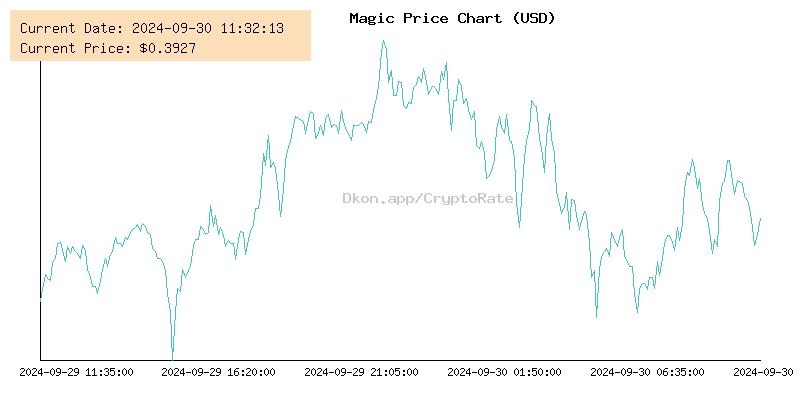 Magic Price Chart (USD)
Current Date: 2024-09-30 11:32:13
Current Price: $0.3927
Dkon.app/CryptoRate
2024-09-29 11:35:00 2024-09-29 16:20:00 2024-09-29 21:05:00 2024-09-30 01:50:00 2024-09-30 06:35:00 2024-09-30